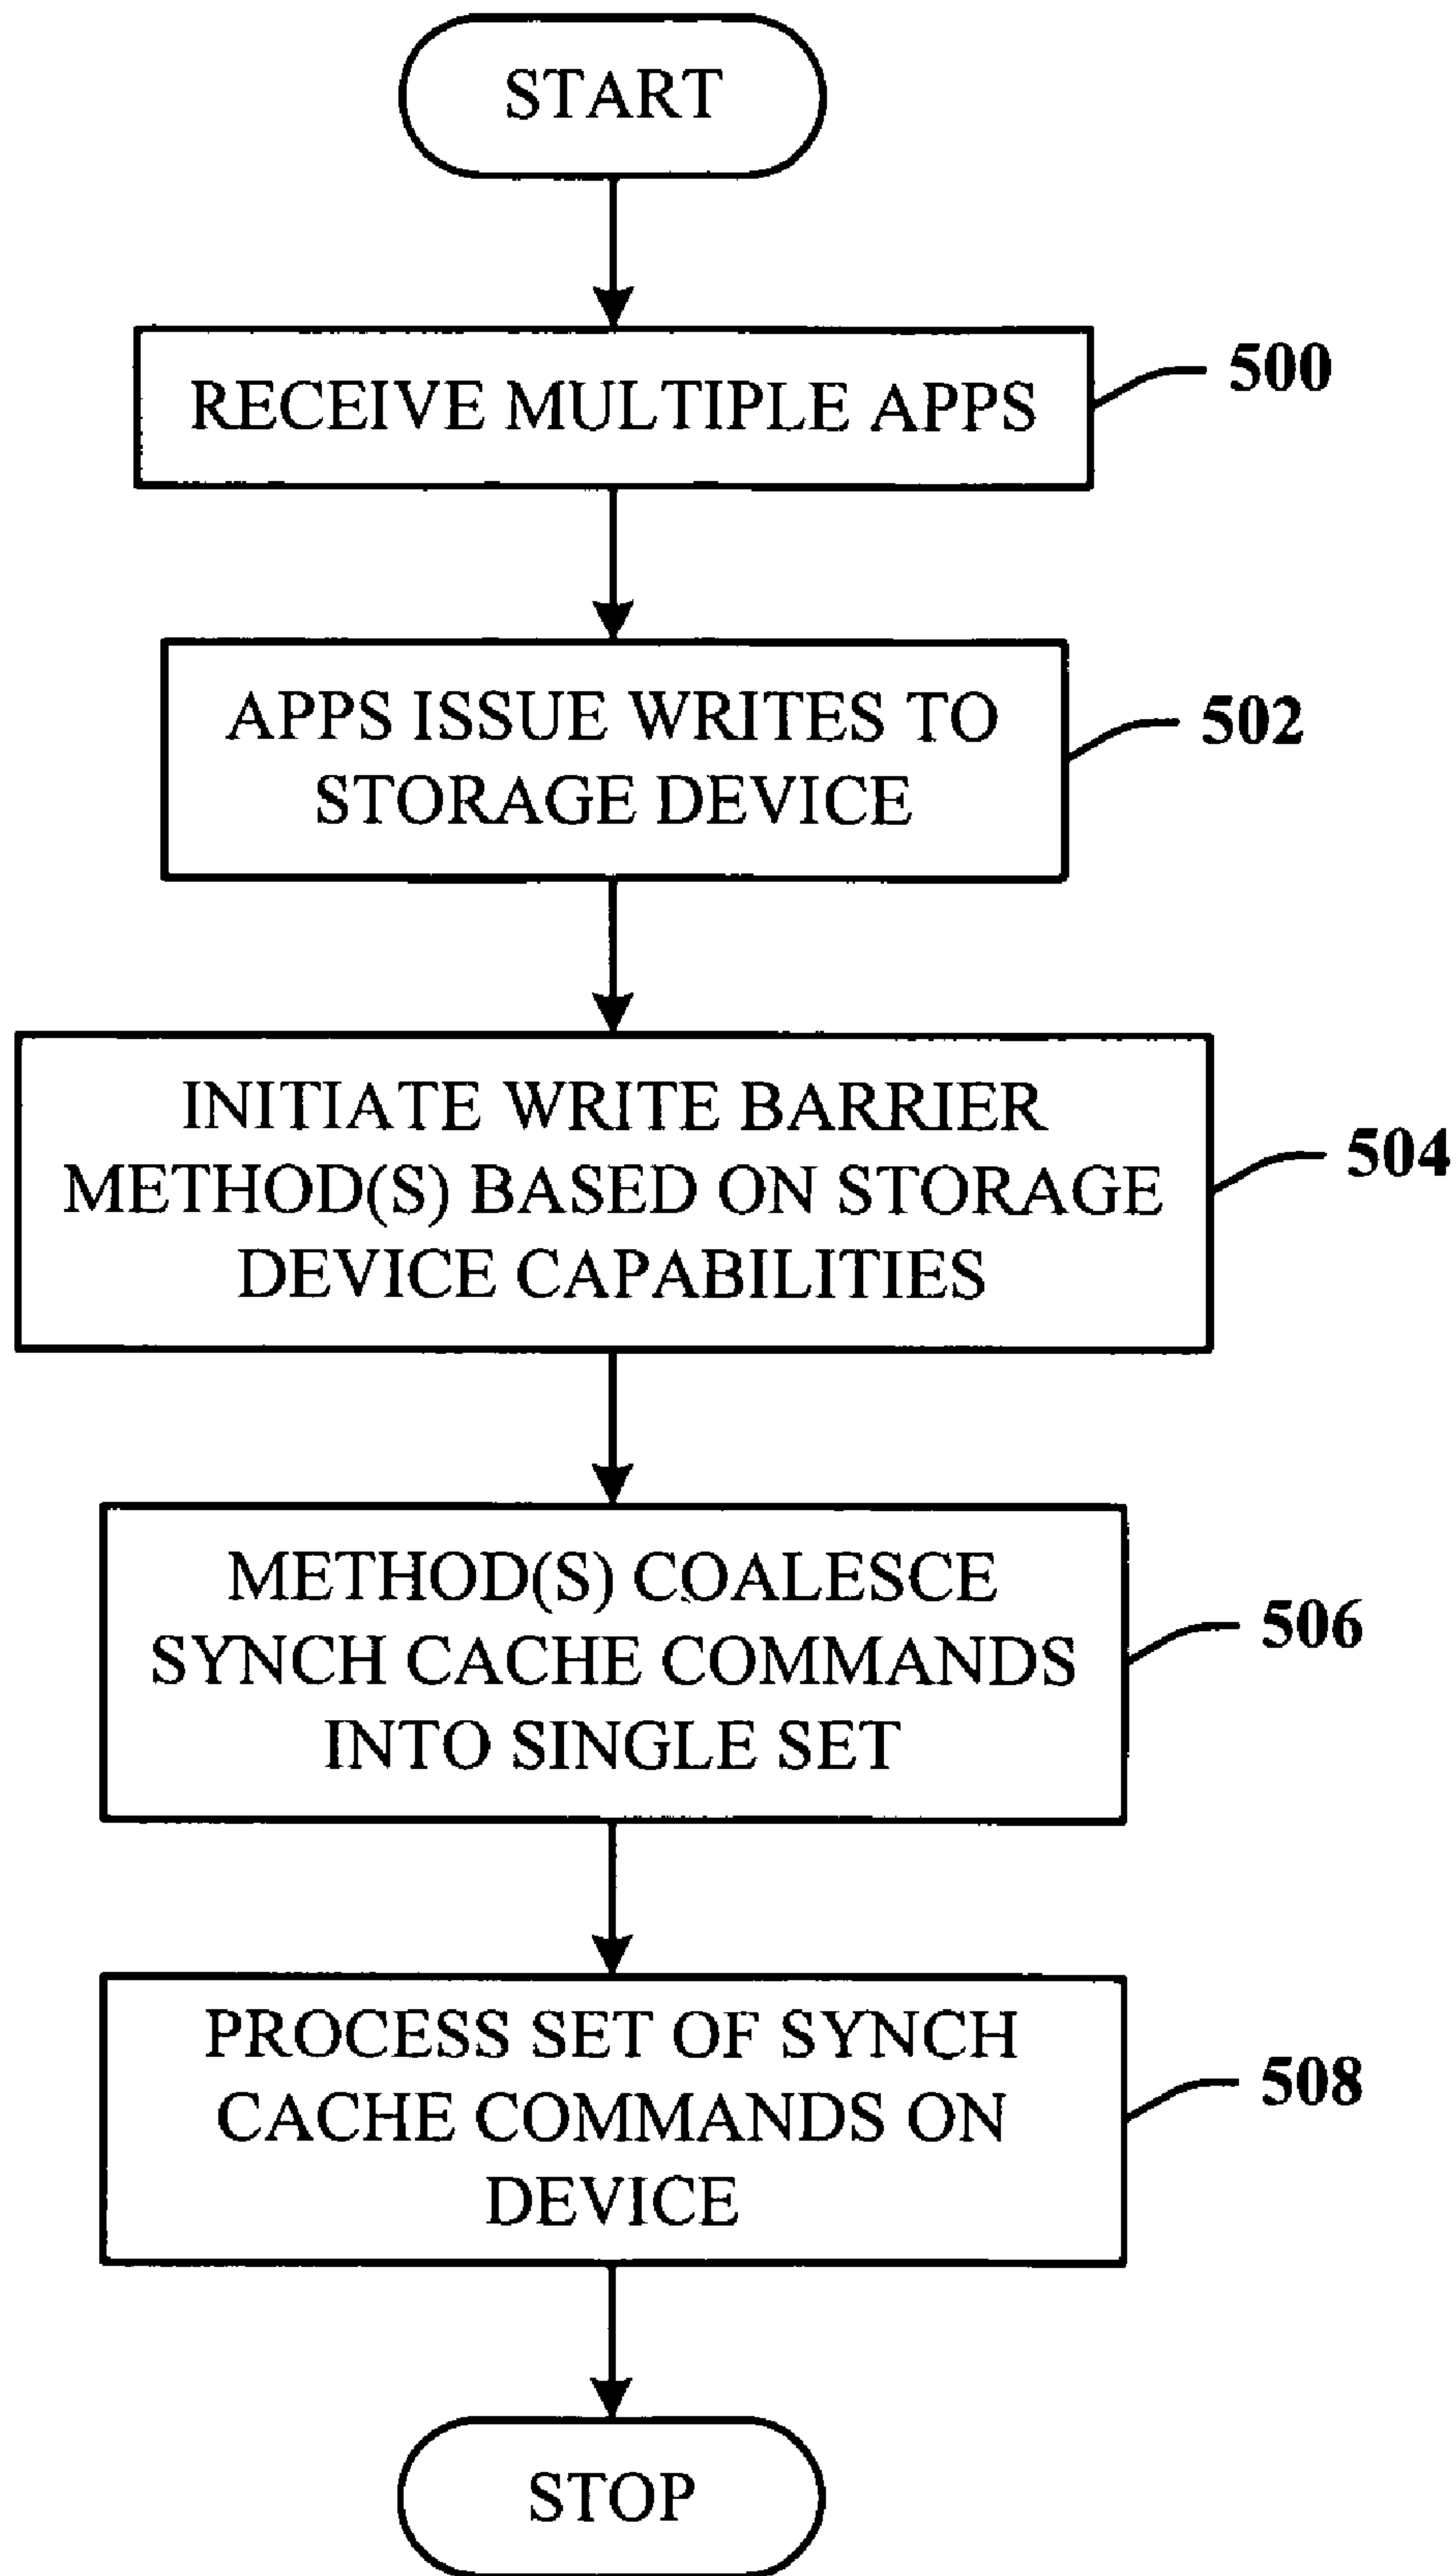 START
RECEIVE MULTIPLE APPS
500
APPS ISSUE WRITES TO
STORAGE DEVICE
502
INITIATE WRITE BARRIER
METHOD(S) BASED ON STORAGE
DEVICE CAPABILITIES
504
METHOD(S) COALESCE
SYNCH CACHE COMMANDS
INTO SINGLE SET
506
PROCESS SET OF SYNCH
CACHE COMMANDS ON
DEVICE
508
STOP